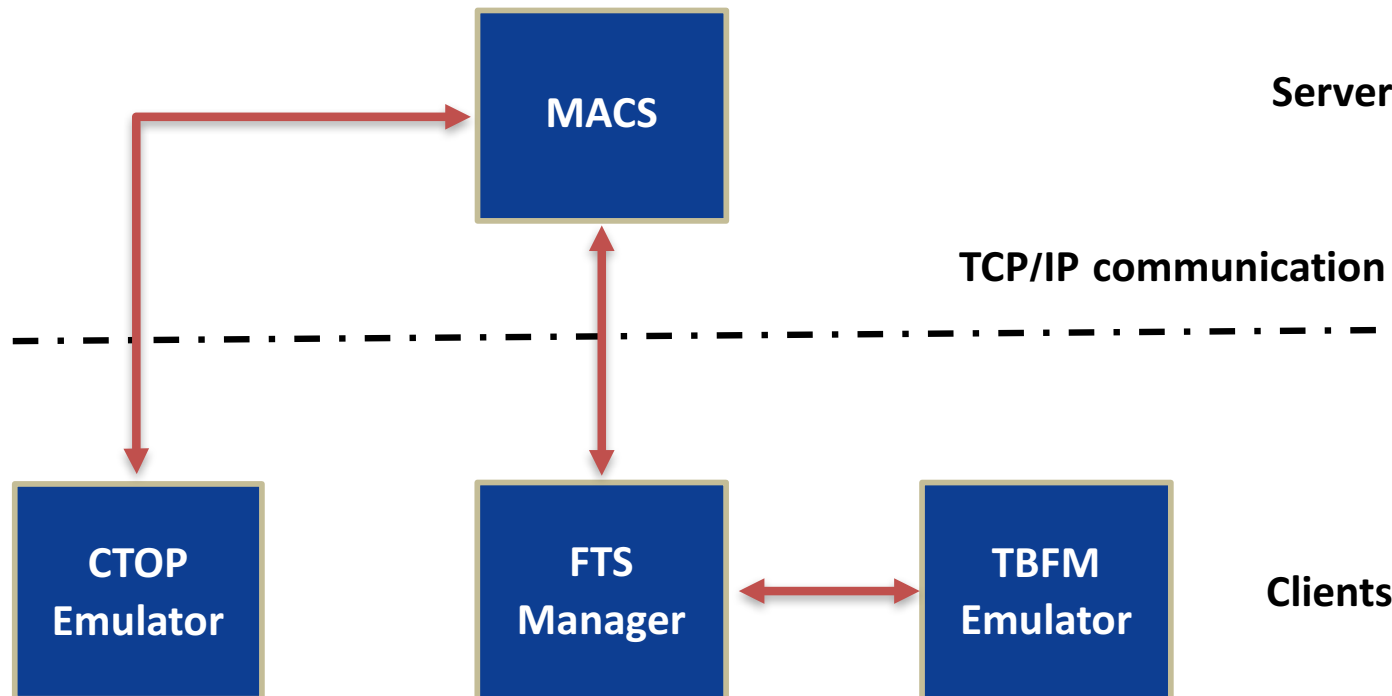 MACS
Server
TCP/IP communication
CTOP
Emulator
FTS
Manager
TBFM
Emulator
Clients